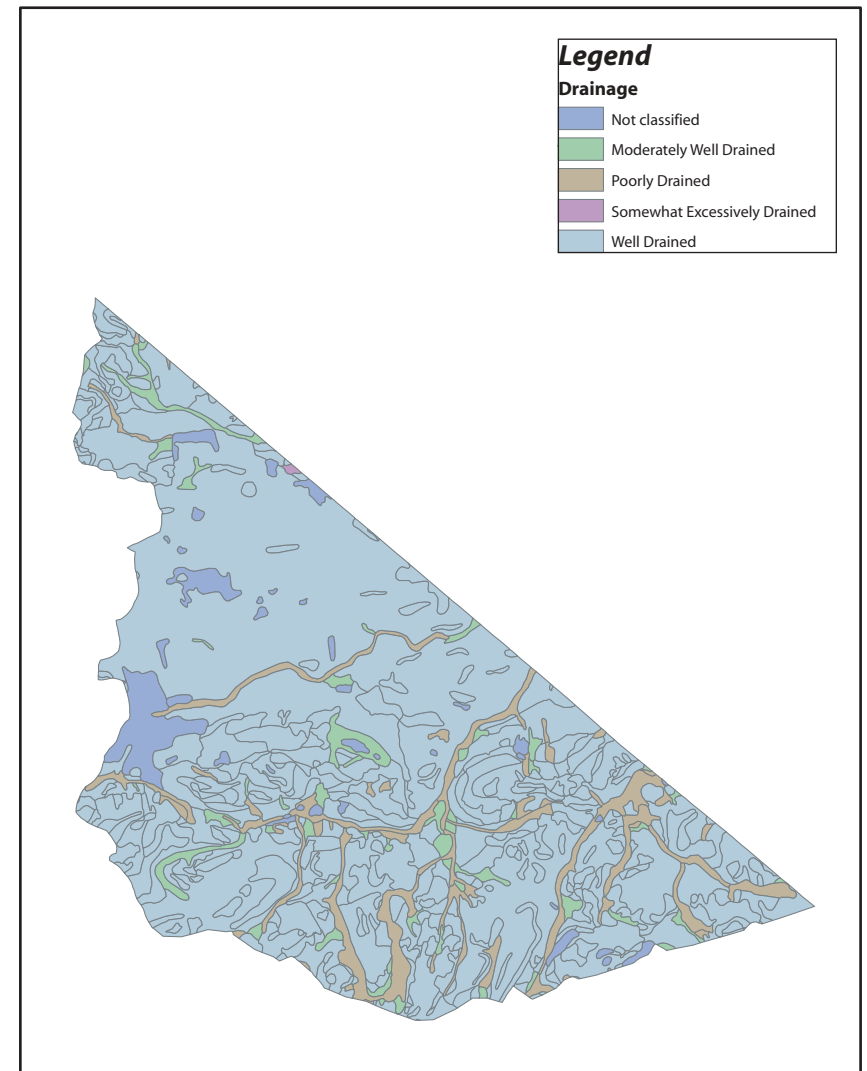 Legend
Drainage
Not classified
Moderately Well Drained
Poorly Drained
Somewhat Excessively Drained
Well Drained